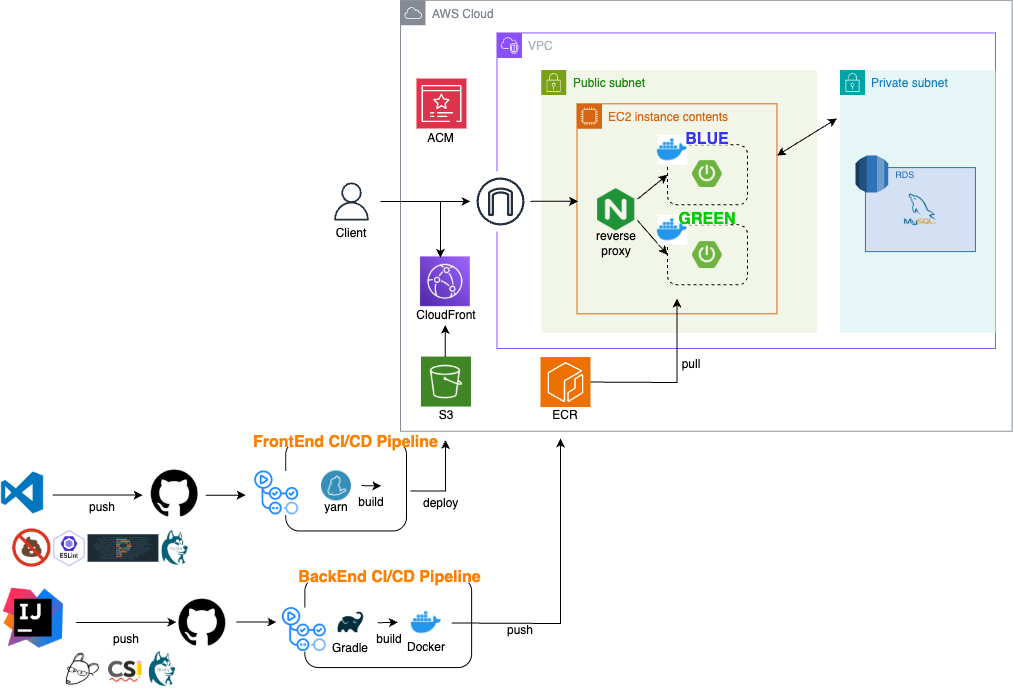 AWS Cloud
VPC
Public subnet
Private subnet
EC2 instance contents
ACM
BLUE
RDS
MySQL
Client
GREEN
reverse
proxy
CloudFront
pull
S3
ECR
FrontEnd CI/CD Pipeline
push
yarn
build
deploy
ESLint
BackEnd CI/CD Pipeline
IJ
push
Gradle
build
Docker
push
CSI